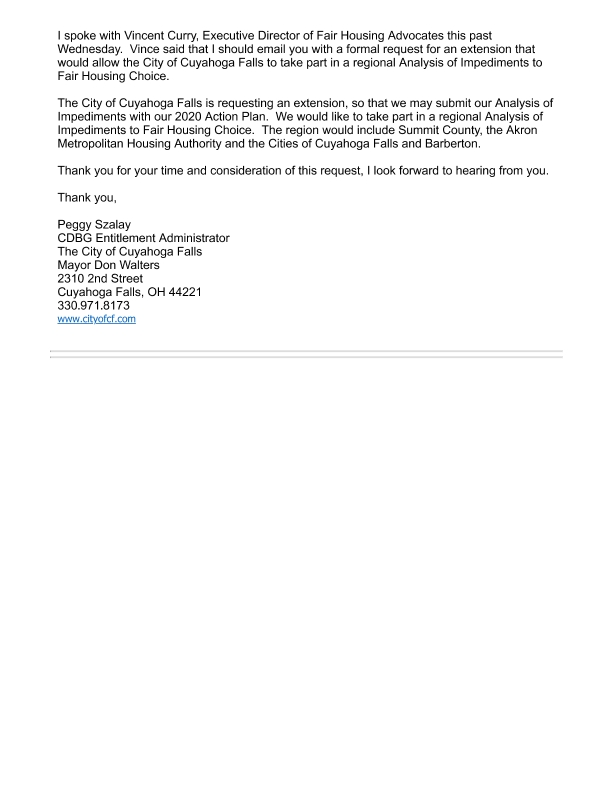 I spoke with Vincent Curry, Executive Director of Fair Housing Advocates this past
Wednesday.  Vince said that I should email you with a formal request for an extension that
would allow the City of Cuyahoga Falls to take part in a regional Analysis of Impediments to
Fair Housing Choice.
The City of Cuyahoga Falls is requesting an extension, so that we may submit our Analysis of
Impediments with our 2020 Action Plan.  We would like to take part in a regional Analysis of
Impediments to Fair Housing Choice.  The region would include Summit County, the Akron
Metropolitan Housing Authority and the Cities of Cuyahoga Falls and Barberton.
Thank you for your time and consideration of this request, I look forward to hearing from you.
Thank you,
Peggy Szalay
CDBG Entitlement Administrator
The City of Cuyahoga Falls
Mayor Don Walters
2310 2nd Street
Cuyahoga Falls, OH 44221
330.971.8173
www.cityofcf.com